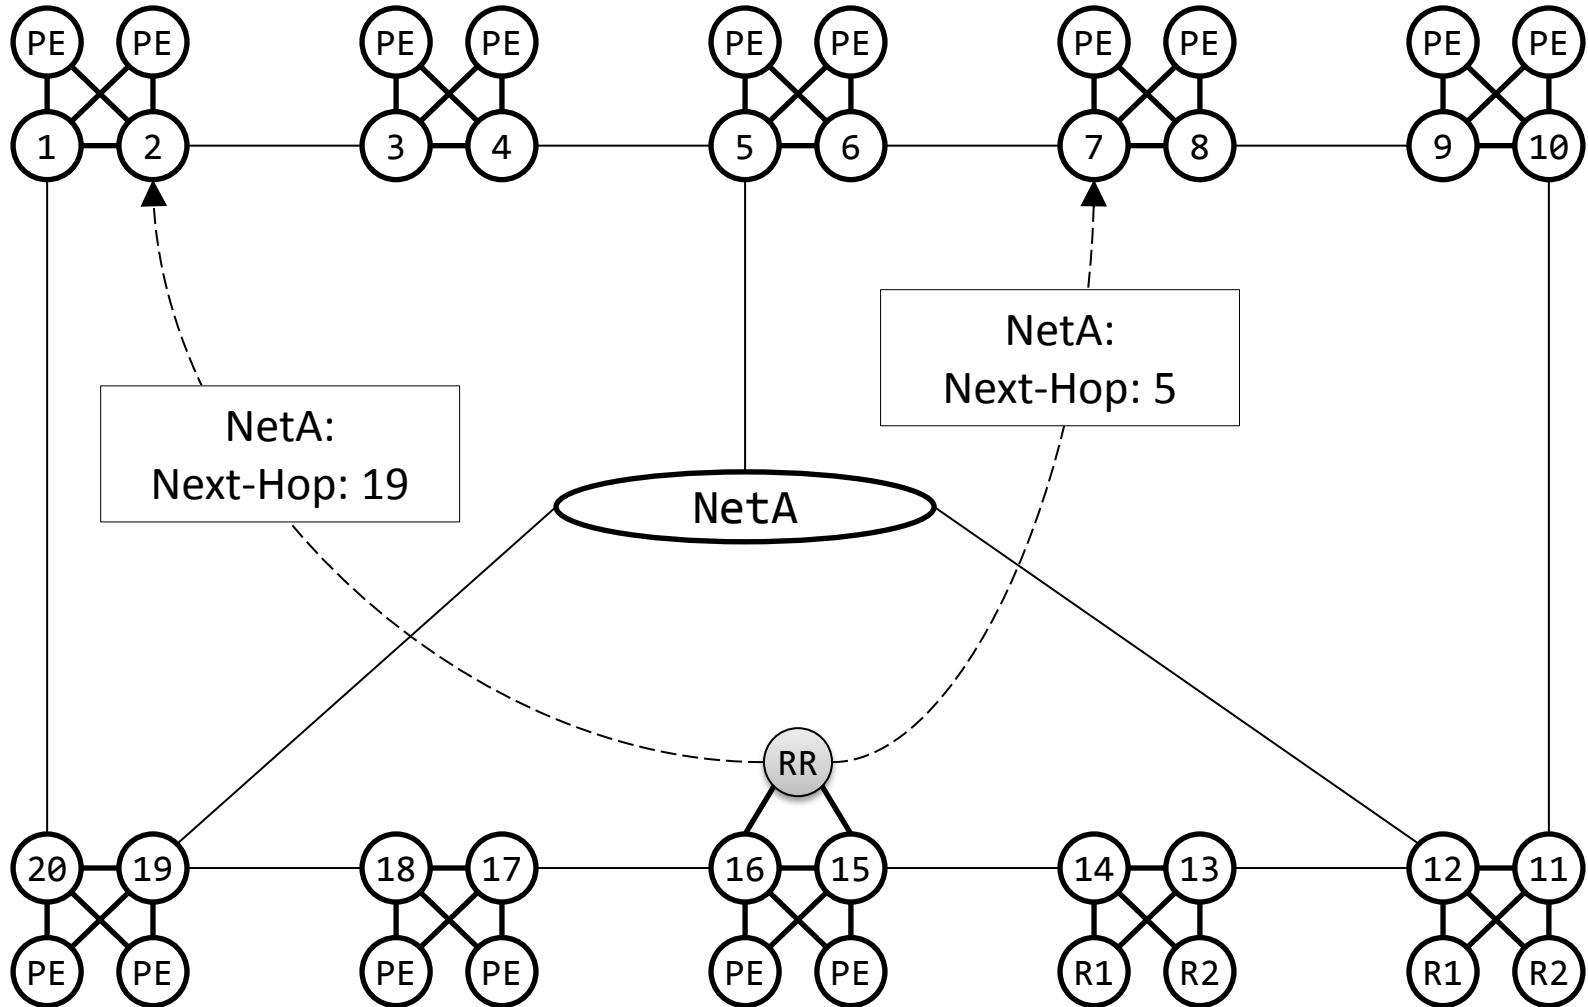 PE PE PE PE PE PE PE PE PE PE
1 2 3 4 5 6 7 8 9 10
NetA:
Next-Hop: 5
NetA:
Next-Hop: 19
NetA
RR
20 19 18 17 16 15 14 13 12 11
PE PE PE PE PE PE R1 R2 R1 R2